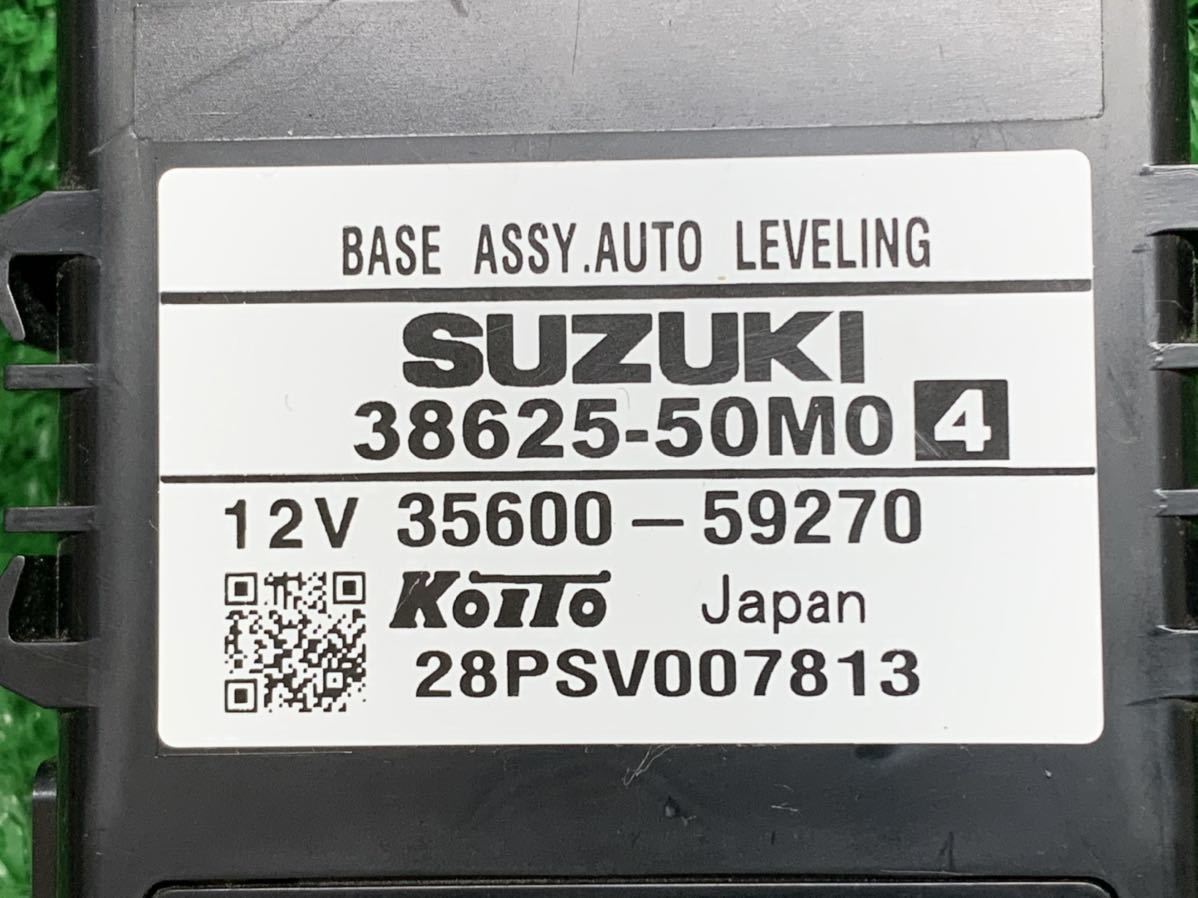 BASE ASSY.AUTO LEVELING
SUZUKI
38625-50M0 4
12V 35600-59270
KOITO Japan
28PSV007813